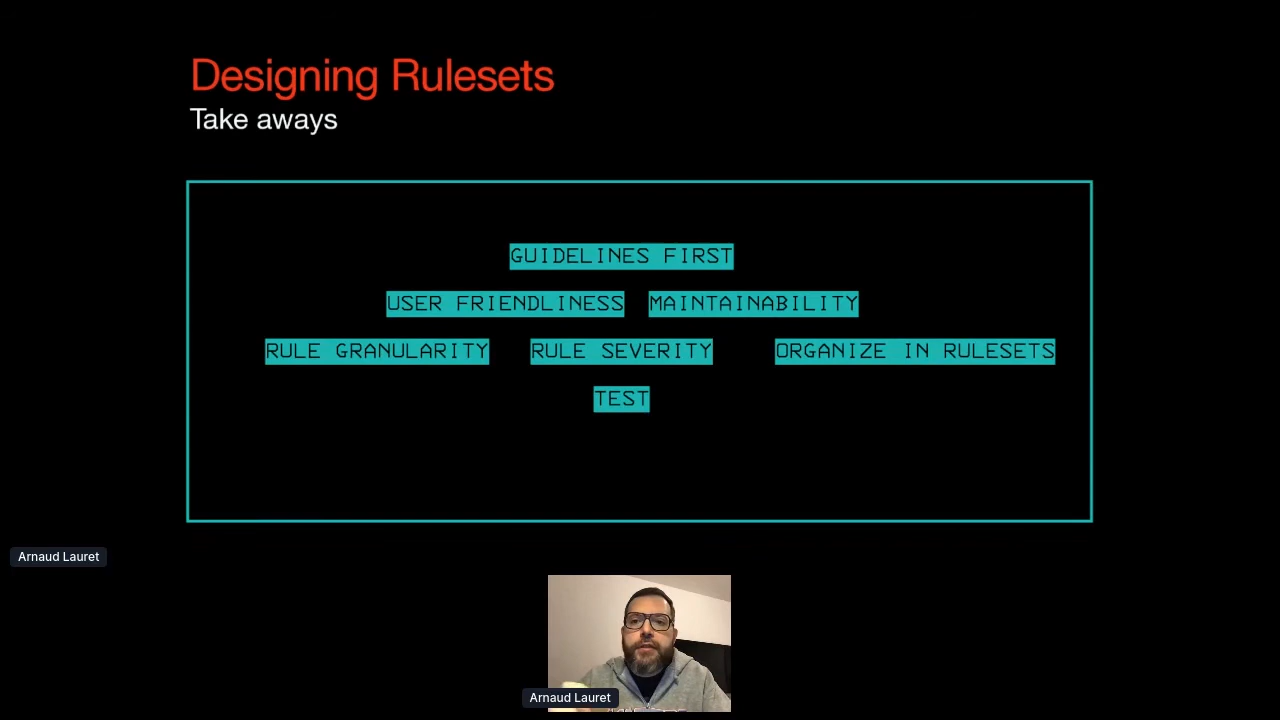 Designing Rulesets
Take aways
GUIDELINES FIRST
USER FRIENDLINESS MAINTAINABILITY
RULE GRANULARITY RULE SEVERITY ORGANIZE IN RULESETS
TEST
Arnaud Lauret
Arnaud Lauret